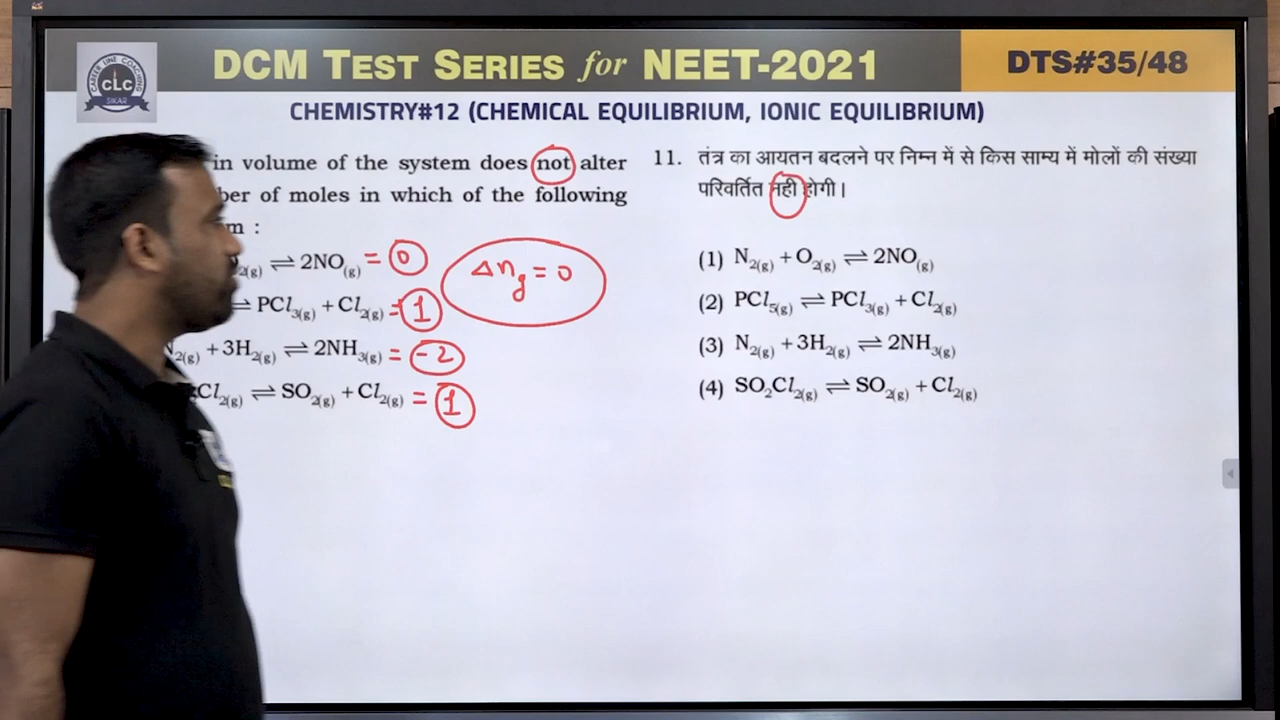 DCM TEST SERIES for NEET-2021
DTS#35/48
CLC
SIKAR
CHEMISTRY#12 (CHEMICAL EQUILIBRIUM, IONIC EQUILIBRIUM)
in volume of the system does not alter
of moles in which of the following
:
2(g) ⇌ 2NO(g) = 0
⇌ PCl3(g) + Cl2(g) = 1
N2(g) + 3H2(g) ⇌ 2NH3(g) = -2
Cl2(g) ⇌ SO2(g) + Cl2(g) = 1
Δng = 0
11. तंत्र का आयतन बदलने पर निम्न में से किस साम्य में मोलों की संख्या
परिवर्तित नही होगी।
(1) N2(g) + O2(g) ⇌ 2NO(g)
(2) PCl5(g) ⇌ PCl3(g) + Cl2(g)
(3) N2(g) + 3H2(g) ⇌ 2NH3(g)
(4) SO2Cl2(g) ⇌ SO2(g) + Cl2(g)